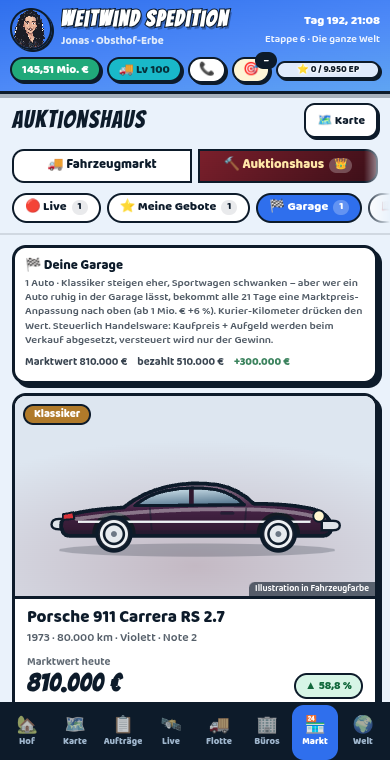 WEITWIND SPEDITION
Jonas · Obsthof-Erbe
Tag 192, 21:08
Etappe 6 · Die ganze Welt
145,51 Mio. €
Lv 100
–
0 / 9.950 EP
AUKTIONSHAUS
Karte
Fahrzeugmarkt
Auktionshaus
Live 1
Meine Gebote 1
Garage 1
Deine Garage
1 Auto · Klassiker steigen eher, Sportwagen schwanken – aber wer ein
Auto ruhig in der Garage lässt, bekommt alle 21 Tage eine Marktpreis-
Anpassung nach oben (ab 1 Mio. € +6 %). Kurier-Kilometer drücken den
Wert. Steuerlich Handelsware: Kaufpreis + Aufgeld werden beim
Verkauf abgesetzt, versteuert wird nur der Gewinn.
Marktwert 810.000 € bezahlt 510.000 € +300.000 €
Klassiker
Illustration in Fahrzeugfarbe
Porsche 911 Carrera RS 2.7
1973 · 80.000 km · Violett · Note 2
Marktwert heute
810.000 €
▲ 58,8 %
Hof
Karte
Aufträge
Live
Flotte
Büros
Markt
Welt